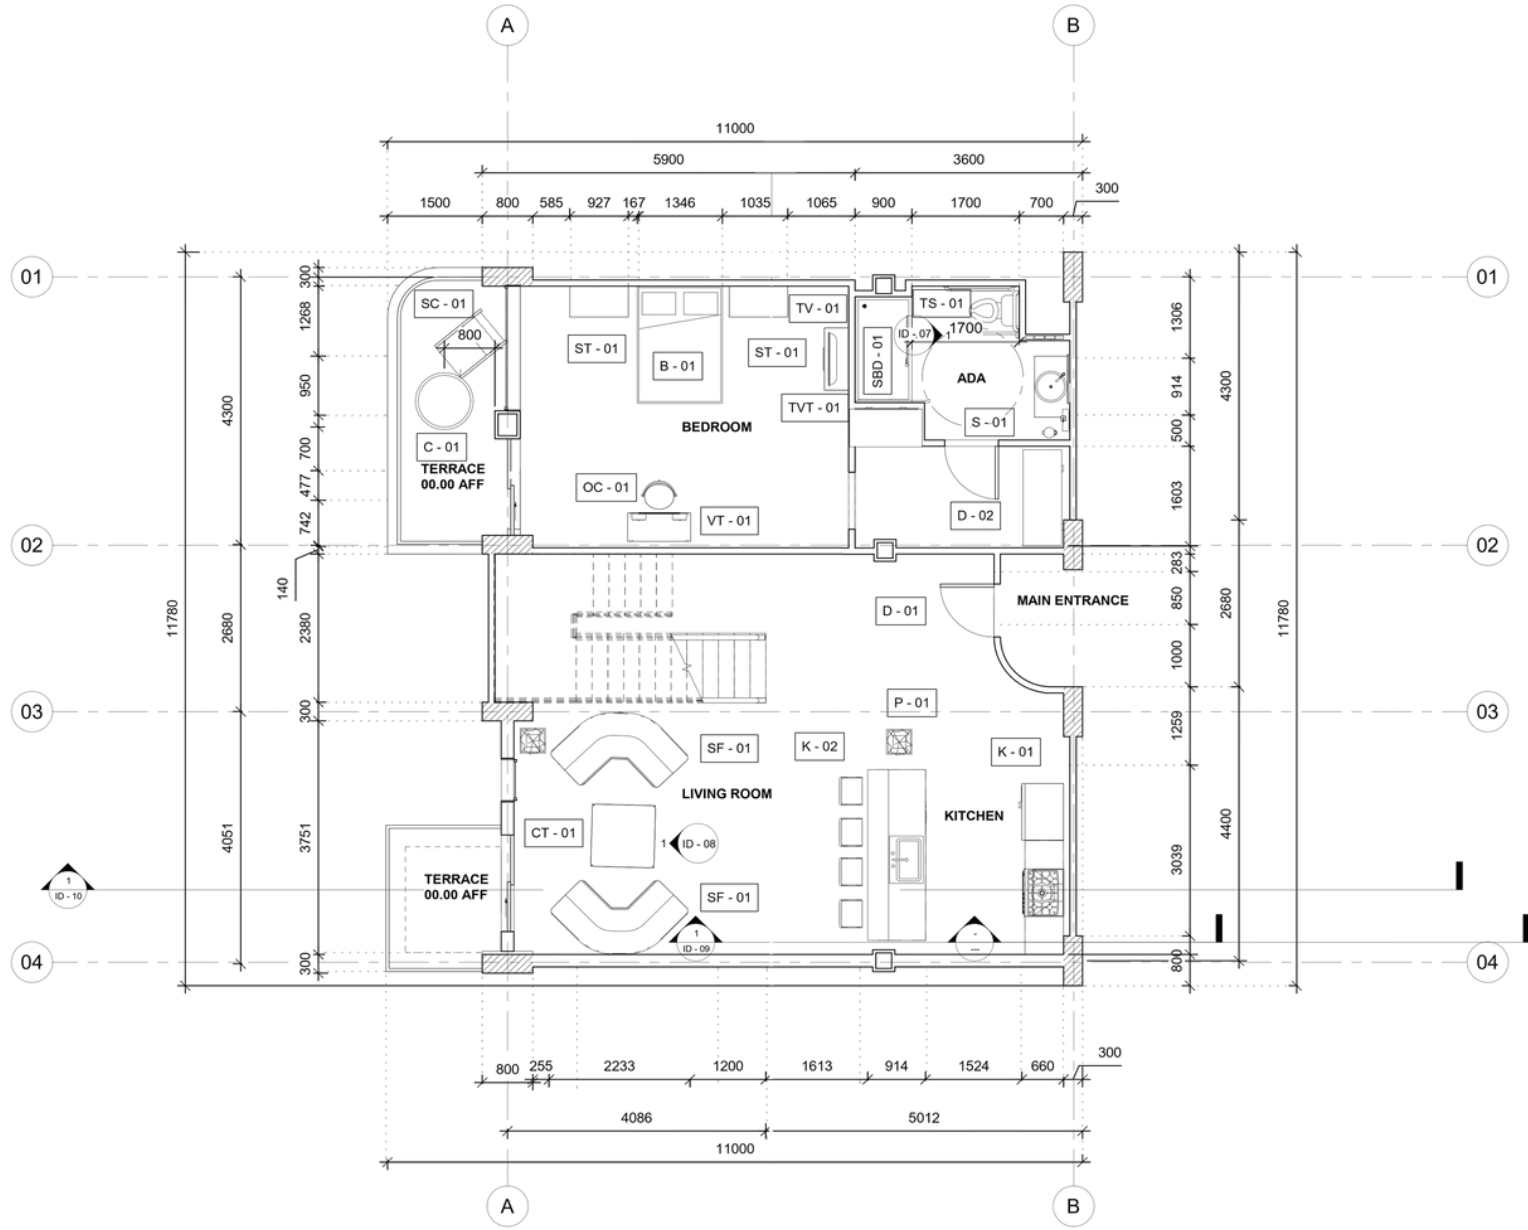 A
B
11000
5900
3600
300
1500
800
585
927
167
1346
1035
1065
900
1700
700
01
01
300
1268
950
4300
700
477
742
02
02
140
11780
2680
2380
300
03
03
4051
3751
300
04
04
SC - 01
800
C - 01
TERRACE
00.00 AFF
ST - 01
B - 01
ST - 01
TV - 01
TVT - 01
BEDROOM
OC - 01
VT - 01
SBD - 01
TS - 01
ID - 07
1
1700
ADA
S - 01
D - 02
1306
914
500
1603
283
850
1000
1259
3039
800
4300
2680
4400
11780
D - 01
MAIN ENTRANCE
P - 01
SF - 01
K - 02
K - 01
LIVING ROOM
KITCHEN
CT - 01
1
ID - 08
TERRACE
00.00 AFF
SF - 01
1
ID - 10
1
ID - 09
-
---
800
255
2233
1200
1613
914
1524
660
300
4086
5012
11000
A
B